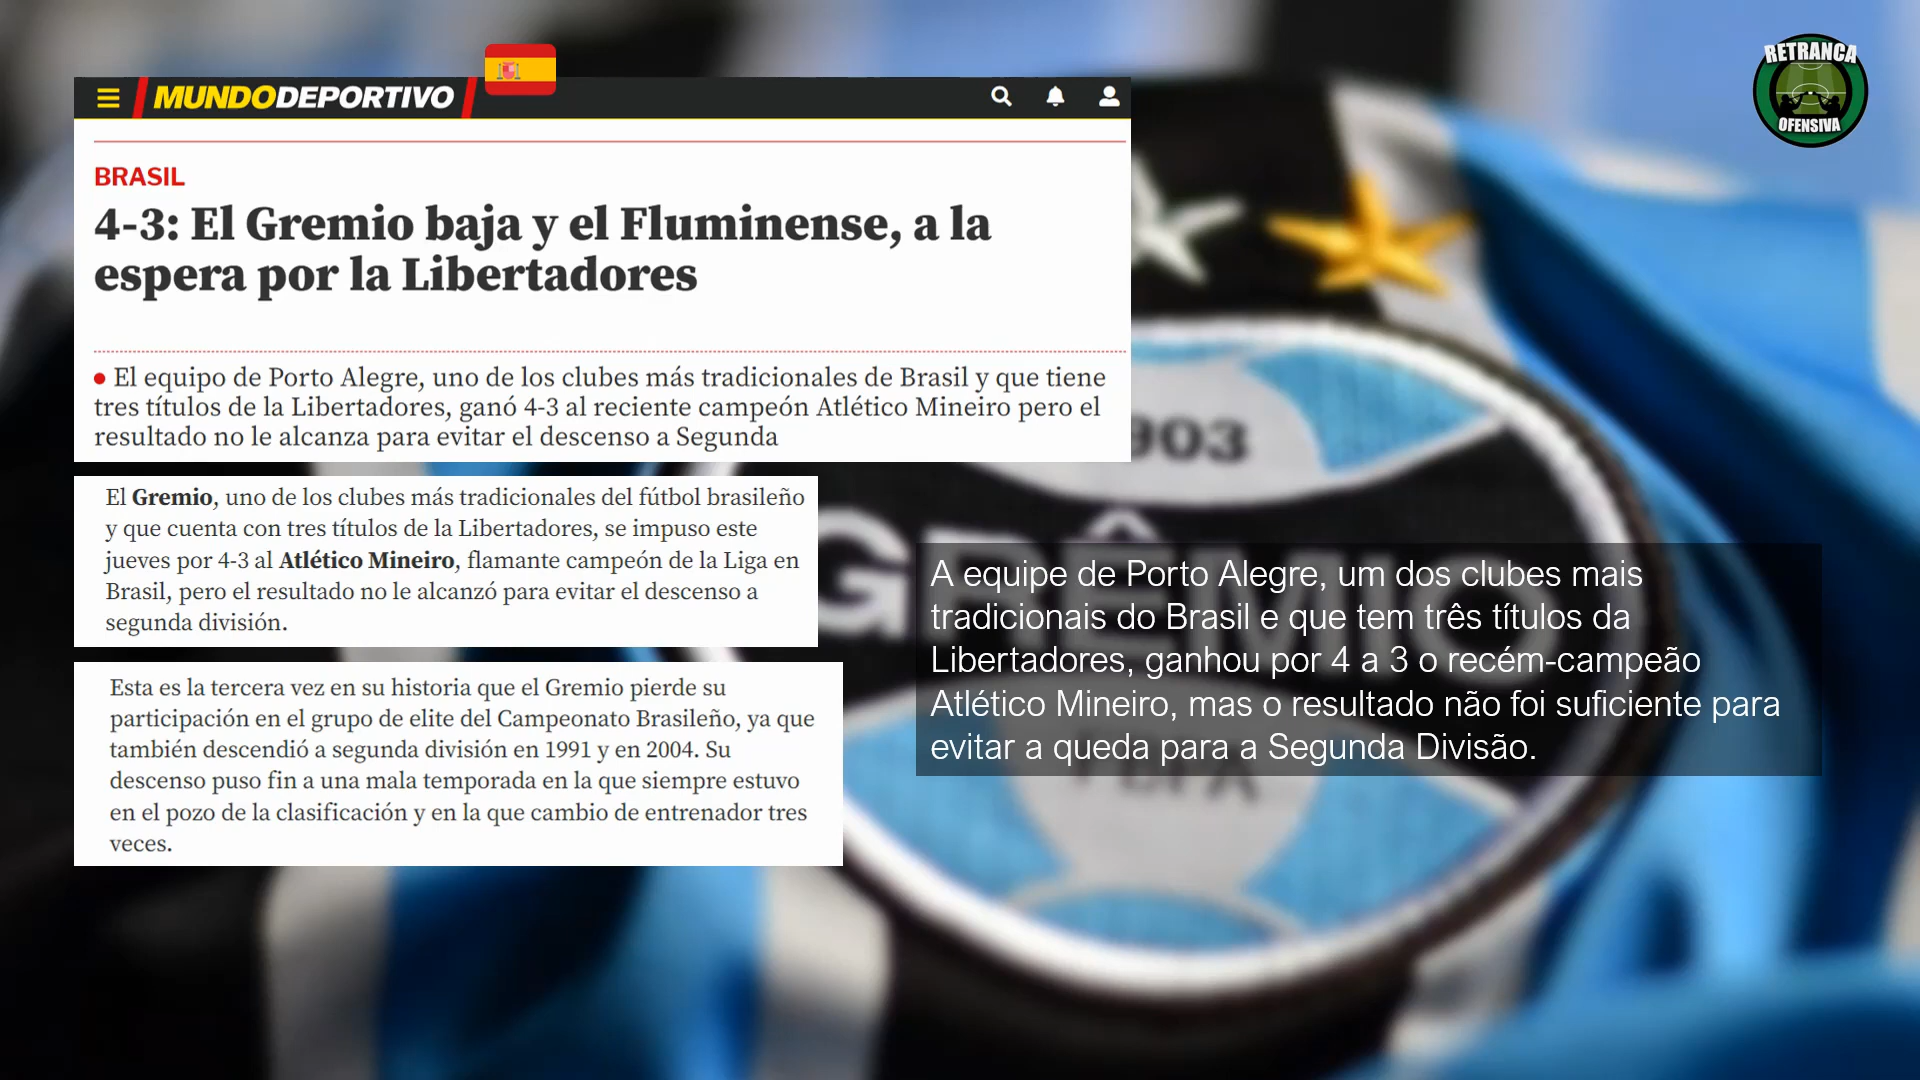 RETRANCA
OFENSIVA
MUNDODEPORTIVO
BRASIL
4-3: El Gremio baja y el Fluminense, a la
espera por la Libertadores
El equipo de Porto Alegre, uno de los clubes más tradicionales de Brasil y que tiene
tres títulos de la Libertadores, ganó 4-3 al reciente campeón Atlético Mineiro pero el
resultado no le alcanza para evitar el descenso a Segunda
El Gremio, uno de los clubes más tradicionales del fútbol brasileño
y que cuenta con tres títulos de la Libertadores, se impuso este
jueves por 4-3 al Atlético Mineiro, flamante campeón de la Liga en
Brasil, pero el resultado no le alcanzó para evitar el descenso a
segunda división.
Esta es la tercera vez en su historia que el Gremio pierde su
participación en el grupo de elite del Campeonato Brasileño, ya que
también descendió a segunda división en 1991 y en 2004. Su
descenso puso fin a una mala temporada en la que siempre estuvo
en el pozo de la clasificación y en la que cambio de entrenador tres
veces.
903
GRÊMIO
A equipe de Porto Alegre, um dos clubes mais
tradicionais do Brasil e que tem três títulos da
Libertadores, ganhou por 4 a 3 o recém-campeão
Atlético Mineiro, mas o resultado não foi suficiente para
evitar a queda para a Segunda Divisão.